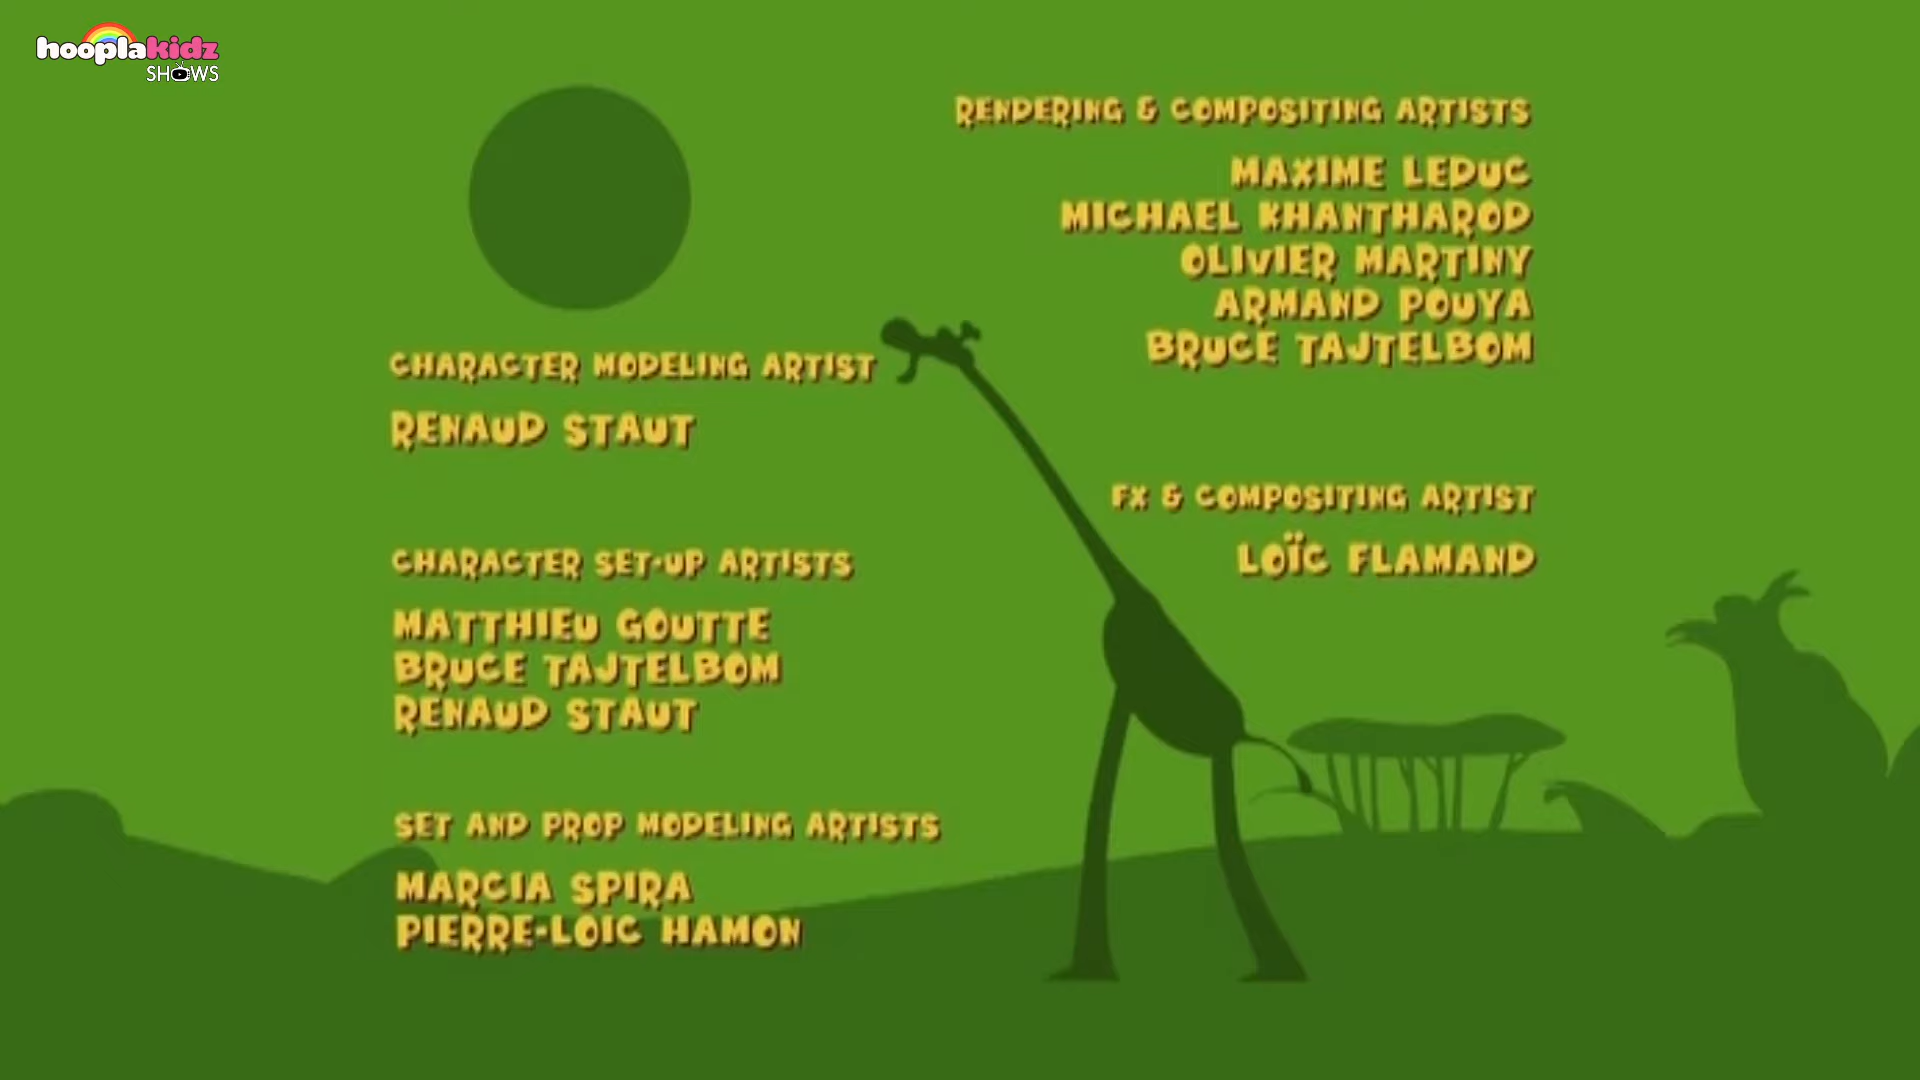 hooplakidz
SHOWS
CHARACTER MODELING ARTIST
RENAUD STAUT
CHARACTER SET-UP ARTISTS
MATTHIEU GOUTTE
BRUCE TAJTELBOM
RENAUD STAUT
SET AND PROP MODELING ARTISTS
MARCIA SPIRA
PIERRE-LOIC HAMON
RENDERING & COMPOSITING ARTISTS
MAXIME LEDUC
MICHAEL KHANTHAROD
OLIVIER MARTINY
ARMAND POUYA
BRUCE TAJTELBOM
FX & COMPOSITING ARTIST
LOÏC FLAMAND